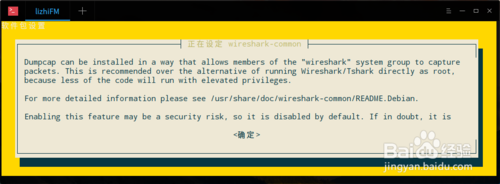 lizhiFM
软件包设置
正在设定 wireshark-common
Dumpcap can be installed in a way that allows members of the "wireshark" system group to capture
packets. This is recommended over the alternative of running Wireshark/Tshark directly as root,
because less of the code will run with elevated privileges.
For more detailed information please see /usr/share/doc/wireshark-common/README.Debian.
Enabling this feature may be a security risk, so it is disabled by default. If in doubt, it is
<确定>
Baidu 经验
jingyan.baidu.com